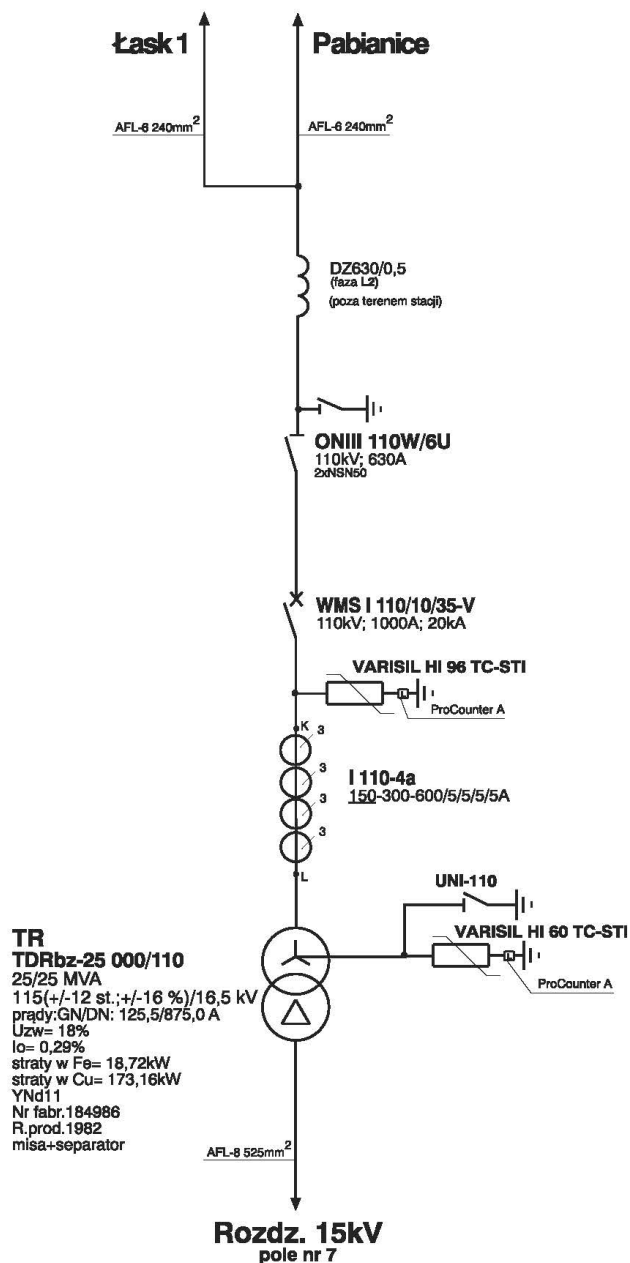 Łask 1
Pabianice
AFL-6 240mm²
AFL-6 240mm²
DZ630/0,5
(faza L2)
(poza terenem stacji)
ONIII 110W/6U
110kV; 630A
2xNSN50
WMS I 110/10/35-V
110kV; 1000A; 20kA
VARISIL HI 96 TC-STI
L
ProCounter A
K
3
3
3
3
I 110-4a
150-300-600/5/5/5/5A
L
UNI-110
VARISIL HI 60 TC-STI
L
ProCounter A
TR
TDRbz-25 000/110
25/25 MVA
115(+/-12 st.;+/-16 %)/16,5 kV
prądy:GN/DN: 125,5/875,0 A
Uzw= 18%
Io= 0,29%
straty w Fe= 18,72kW
straty w Cu= 173,16kW
YNd11
Nr fabr.184986
R.prod.1982
misa+separator
AFL-8 525mm²
Rozdz. 15kV
pole nr 7